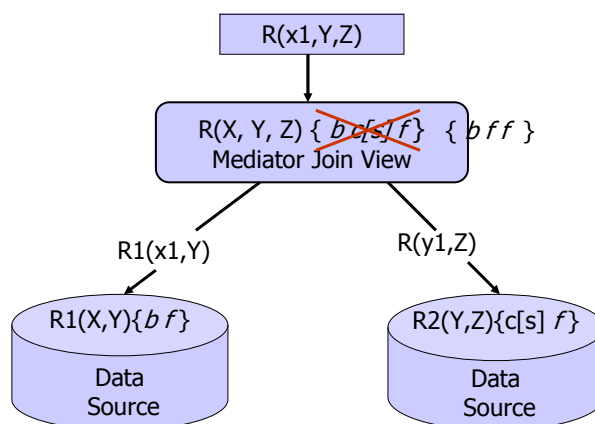 R(x1,Y,Z)
R(X, Y, Z) { b c[s] f } { b f f }
Mediator Join View
R1(x1,Y)
R(y1,Z)
R1(X,Y){b f}
Data
Source
R2(Y,Z){c[s] f}
Data
Source